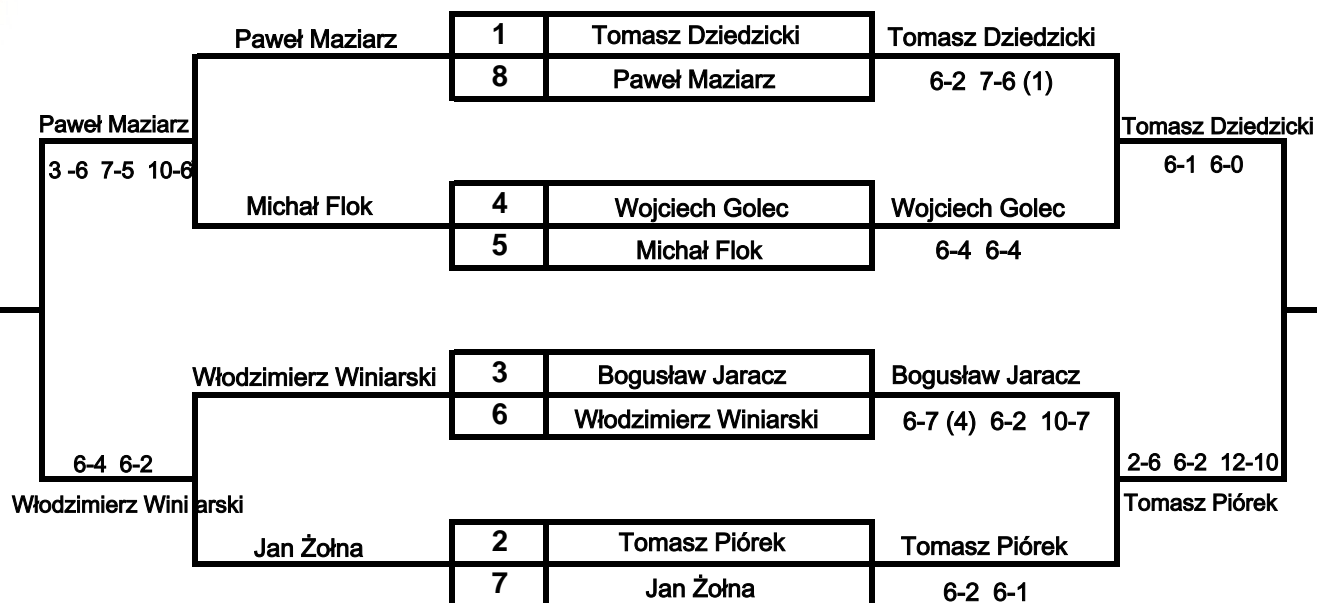 Paweł Maziarz 1 Tomasz Dziedzicki Tomasz Dziedzicki
8 Paweł Maziarz 6-2 7-6 (1)
Paweł Maziarz Tomasz Dziedzicki
3 -6 7-5 10-6 6-1 6-0
Michał Flok 4 Wojciech Golec Wojciech Golec
5 Michał Flok 6-4 6-4
Włodzimierz Winiarski 3 Bogusław Jaracz Bogusław Jaracz
6 Włodzimierz Winiarski 6-7 (4) 6-2 10-7
6-4 6-2 2-6 6-2 12-10
Włodzimierz Wini arski Tomasz Piórek
Jan Żołna 2 Tomasz Piórek Tomasz Piórek
7 Jan Żołna 6-2 6-1